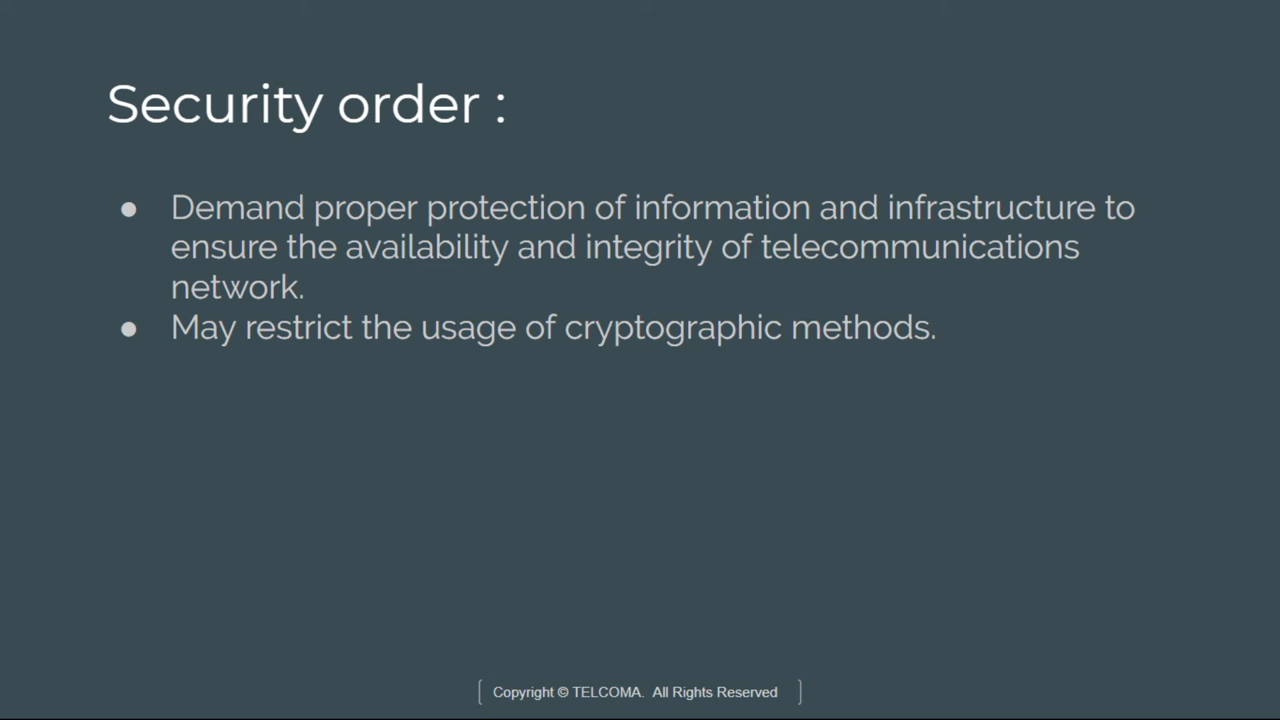 Security order :
● Demand proper protection of information and infrastructure to
ensure the availability and integrity of telecommunications
network.
● May restrict the usage of cryptographic methods.
Copyright © TELCOMA. All Rights Reserved